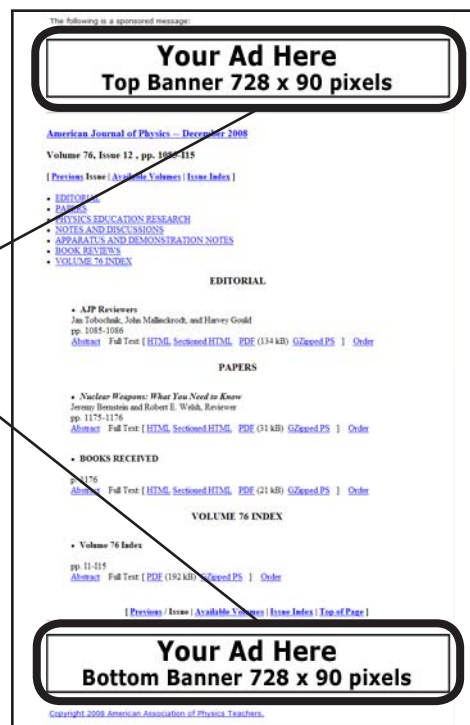 The following is a sponsored message:
Your Ad Here
Top Banner 728 x 90 pixels
American Journal of Physics -- December 2008
Volume 76, Issue 12 , pp. 1085-I15
[ Previous Issue | Available Volumes | Issue Index ]
• EDITORIAL
• PAPERS
• PHYSICS EDUCATION RESEARCH
• NOTES AND DISCUSSIONS
• APPARATUS AND DEMONSTRATION NOTES
• BOOK REVIEWS
• VOLUME 76 INDEX
EDITORIAL
• AJP Reviewers
Jan Tobochnik, John Mallinckrodt, and Harvey Gould
pp. 1085-1086
Abstract Full Text: [ HTML Sectioned HTML PDF (134 kB) GZipped PS ] Order
PAPERS
• Nuclear Weapons: What You Need to Know
Jeremy Bernstein and Robert E. Welsh, Reviewer
pp. 1175-1176
Abstract Full Text: [ HTML Sectioned HTML PDF (31 kB) GZipped PS ] Order
• BOOKS RECEIVED
p. 1176
Abstract Full Text: [ HTML Sectioned HTML PDF (21 kB) GZipped PS ] Order
VOLUME 76 INDEX
• Volume 76 Index
pp. I1-I15
Abstract Full Text: [ PDF (192 kB) GZipped PS ] Order
[ Previous / Issue | Available Volumes | Issue Index | Top of Page ]
Your Ad Here
Bottom Banner 728 x 90 pixels
Copyright 2008 American Association of Physics Teachers.